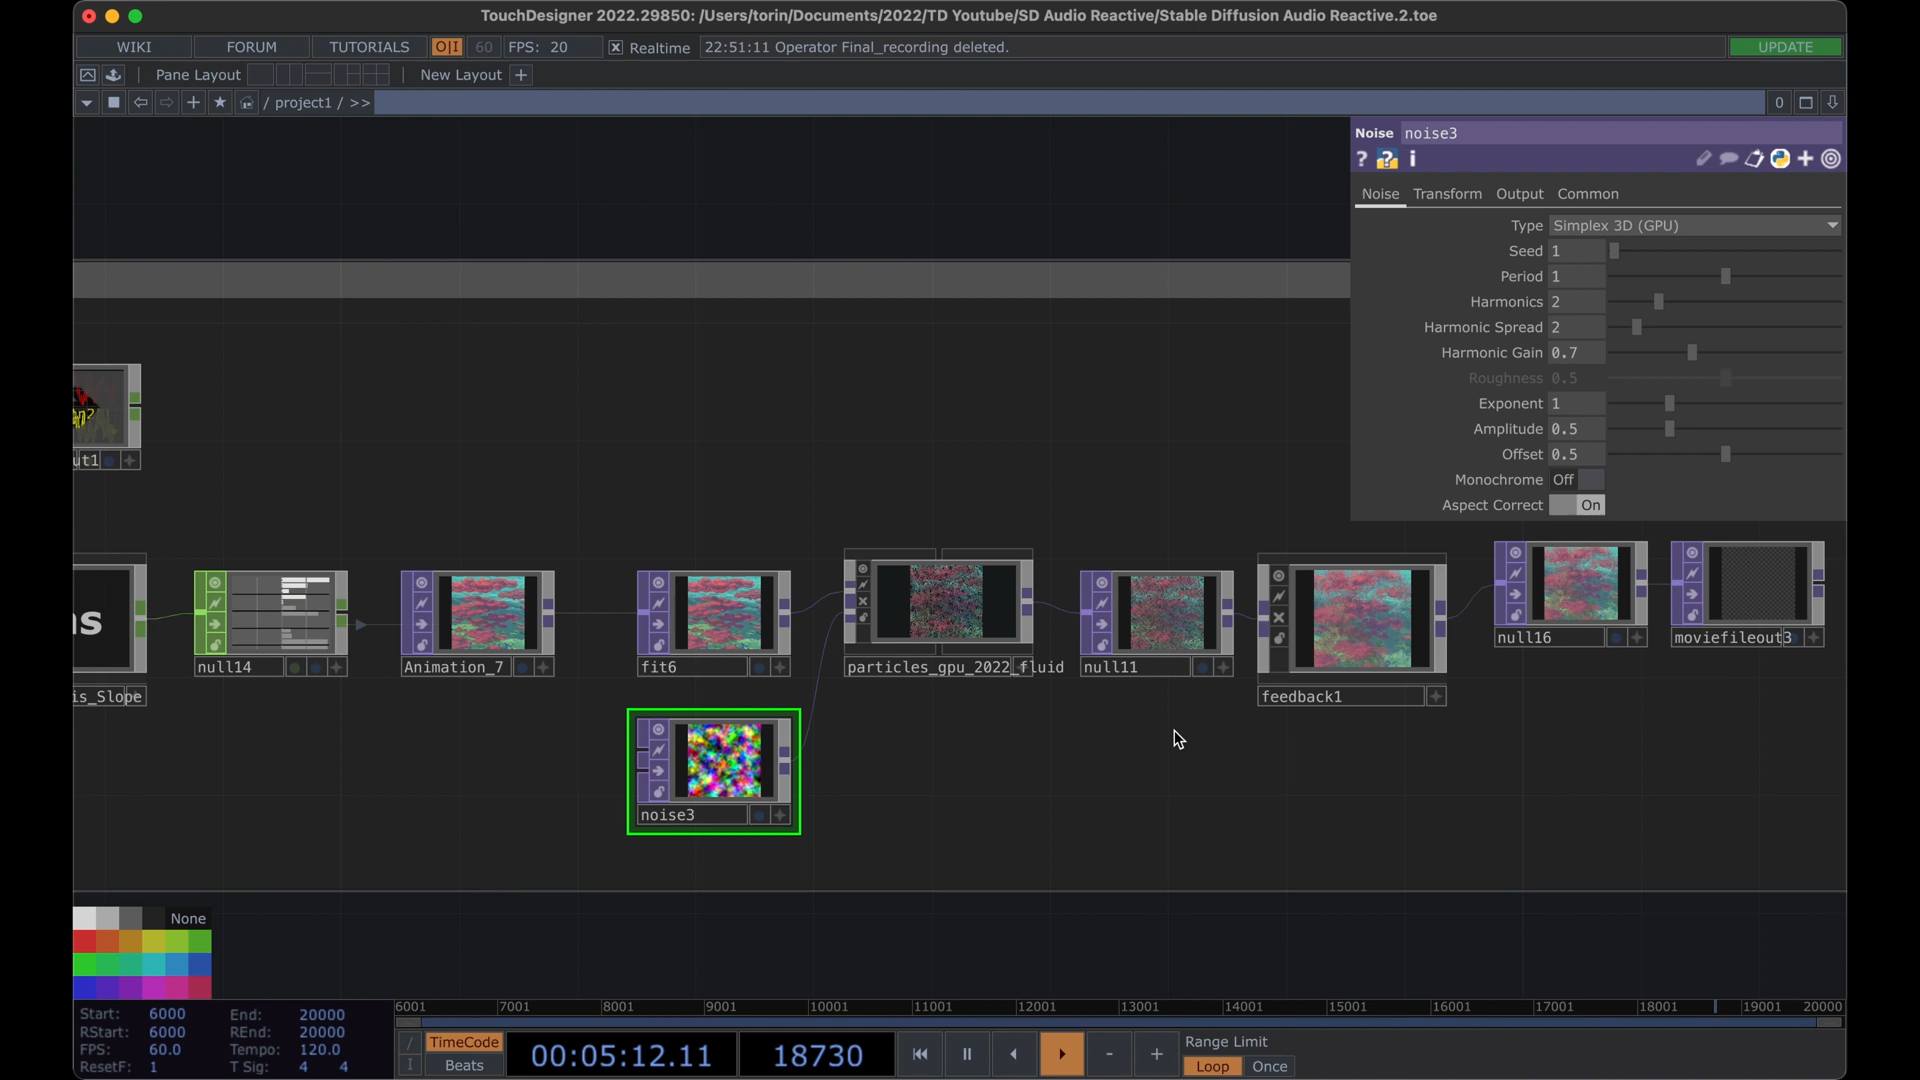 TouchDesigner 2022.29850: /Users/torin/Documents/2022/TD Youtube/SD Audio Reactive/Stable Diffusion Audio Reactive.2.toe
WIKI FORUM TUTORIALS O|I 60 FPS: 20 Realtime 22:51:11 Operator Final_recording deleted. UPDATE
Pane Layout New Layout +
/ project1 / >> 0
Noise noise3
? ? i
Noise Transform Output Common
Type Simplex 3D (GPU)
Seed 1
Period 1
Harmonics 2
Harmonic Spread 2
Harmonic Gain 0.7
Roughness 0.5
Exponent 1
Amplitude 0.5
Offset 0.5
Monochrome Off
Aspect Correct On
ut1
s
is_Slope
null14
Animation_7
fit6
particles_gpu_2022_fluid
null11
feedback1
null16
moviefileout3
noise3
None
6001 7001 8001 9001 10001 11001 12001 13001 14001 15001 16001 17001 18001 19001 20000
Start: 6000 End: 20000
RStart: 6000 REnd: 20000
FPS: 60.0 Tempo: 120.0
ResetF: 1 T Sig: 4 4
TimeCode
Beats
00:05:12.11
18730
- +
Range Limit
Loop Once